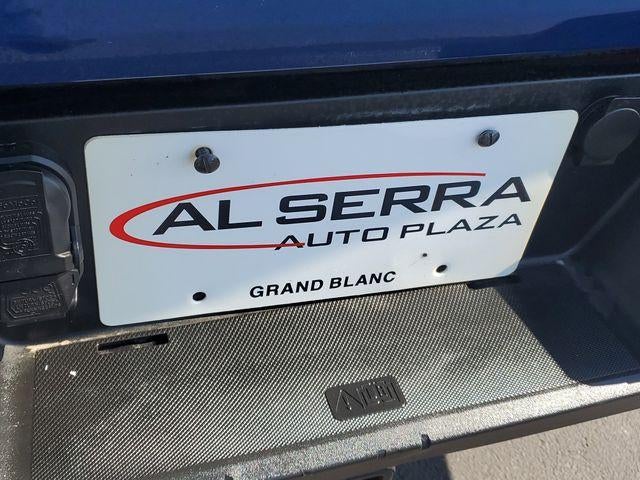 AL SERRA
AUTO PLAZA
GRAND BLANC